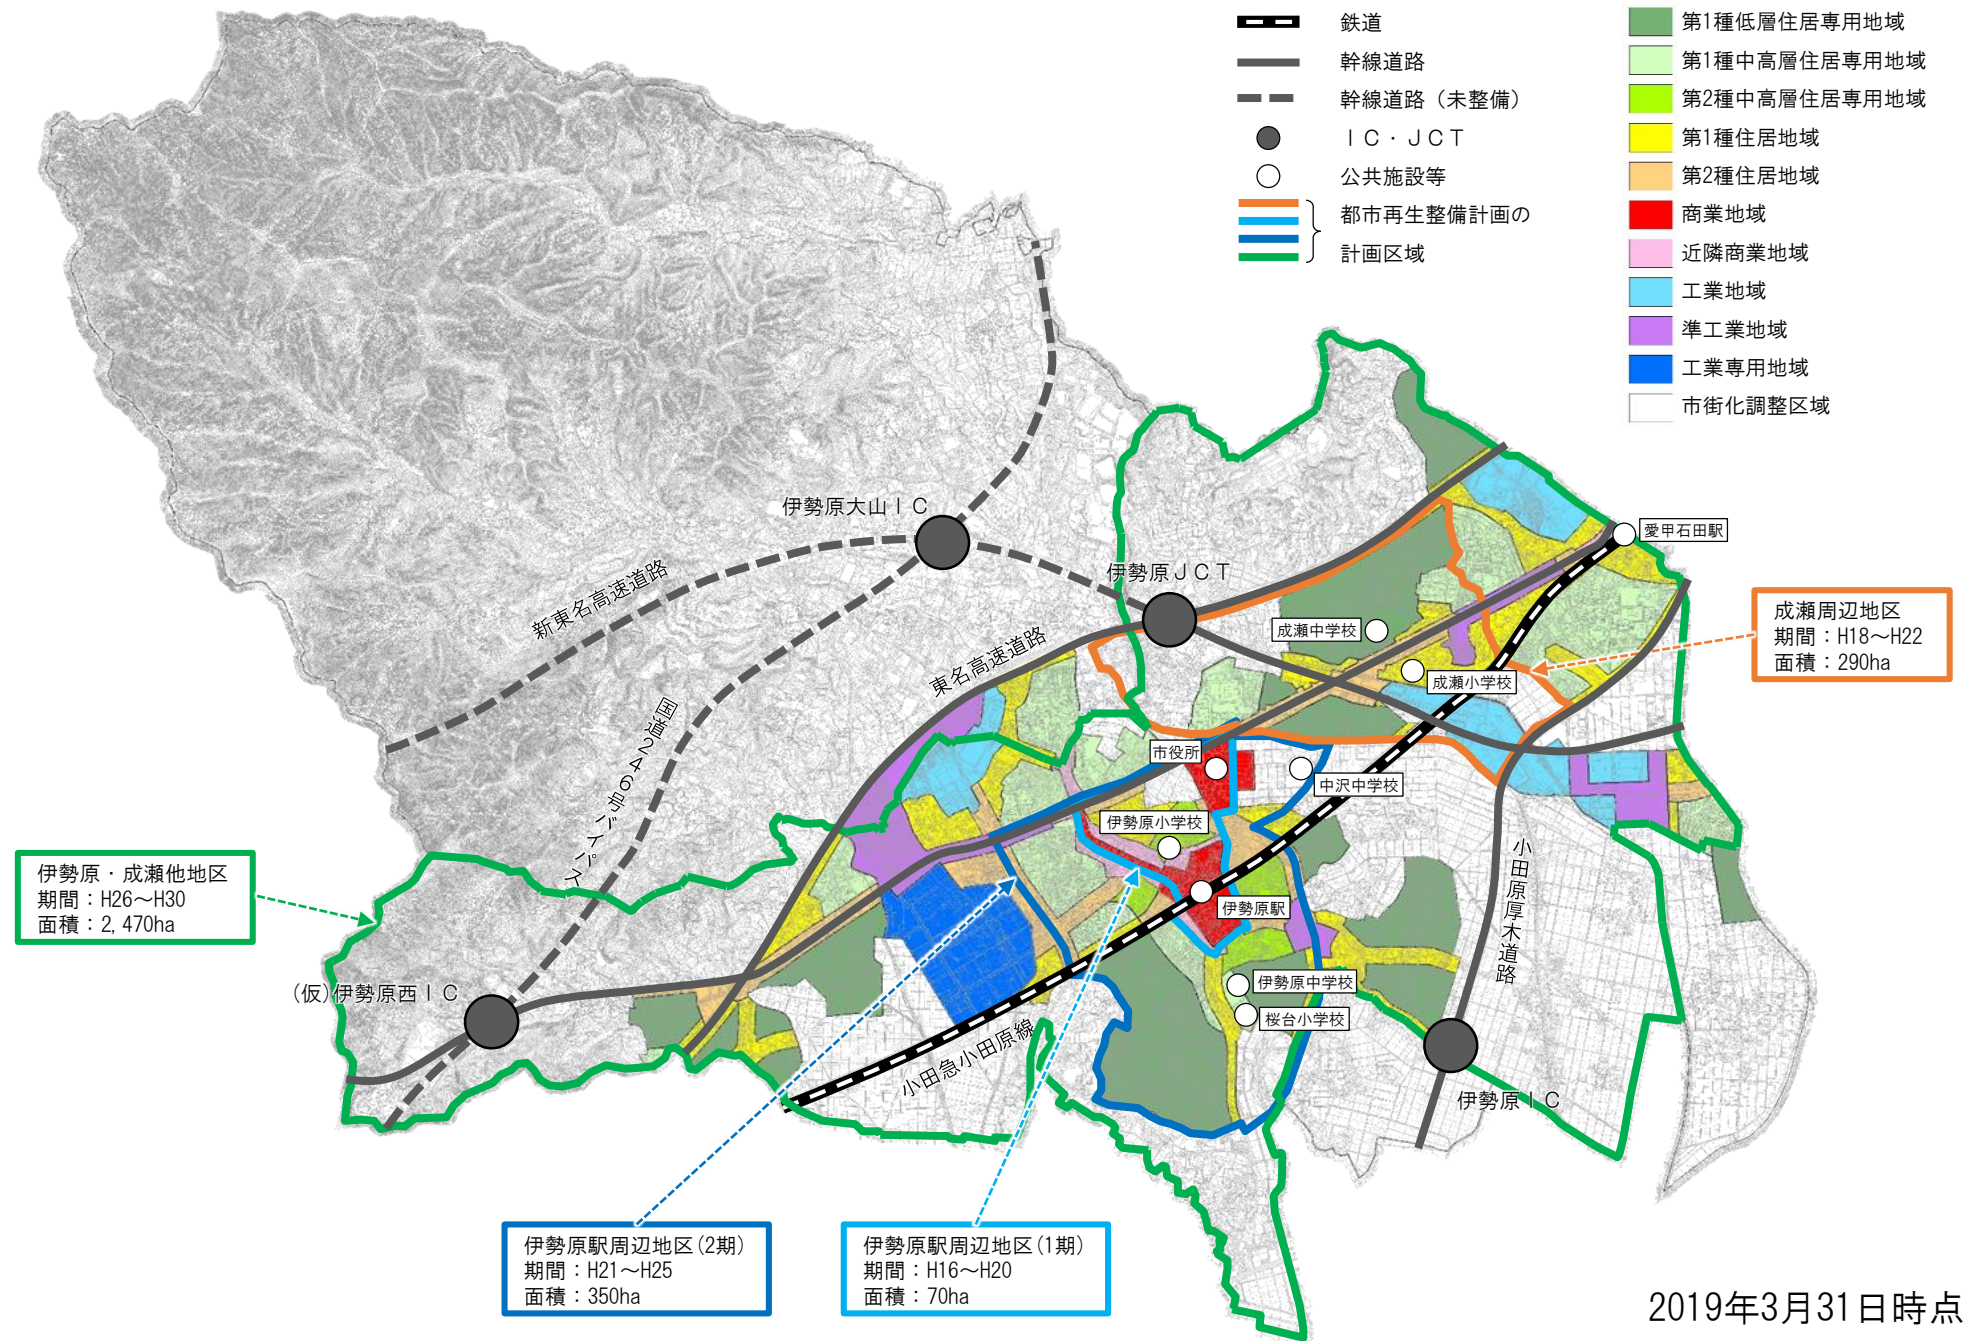 鉄道
幹線道路
幹線道路（未整備）
ＩＣ・ＪＣＴ
公共施設等
都市再生整備計画の
計画区域
第1種低層住居専用地域
第1種中高層住居専用地域
第2種中高層住居専用地域
第1種住居地域
第2種住居地域
商業地域
近隣商業地域
工業地域
準工業地域
工業専用地域
市街化調整区域
伊勢原大山ＩＣ
愛甲石田駅
伊勢原ＪＣＴ
新東名高速道路
成瀬中学校
成瀬周辺地区
期間：H18～H22
面積：290ha
東名高速道路
成瀬小学校
国道２４６号バイパス
市役所
中沢中学校
伊勢原小学校
小田原厚木道路
伊勢原・成瀬他地区
期間：H26～H30
面積：2,470ha
伊勢原駅
(仮)伊勢原西ＩＣ
伊勢原中学校
桜台小学校
小田急小田原線
伊勢原ＩＣ
伊勢原駅周辺地区(2期)
期間：H21～H25
面積：350ha
伊勢原駅周辺地区(1期)
期間：H16～H20
面積：70ha
2019年3月31日時点